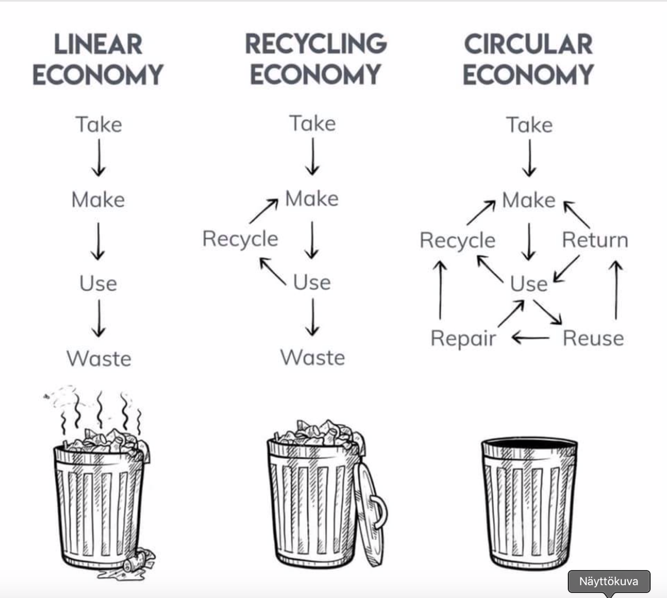 LINEAR
ECONOMY
Take
Make
Use
Waste
RECYCLING
ECONOMY
Take
Make
Recycle
Use
Waste
CIRCULAR
ECONOMY
Take
Make
Recycle
Return
Use
Repair
Reuse
Näyttökuva